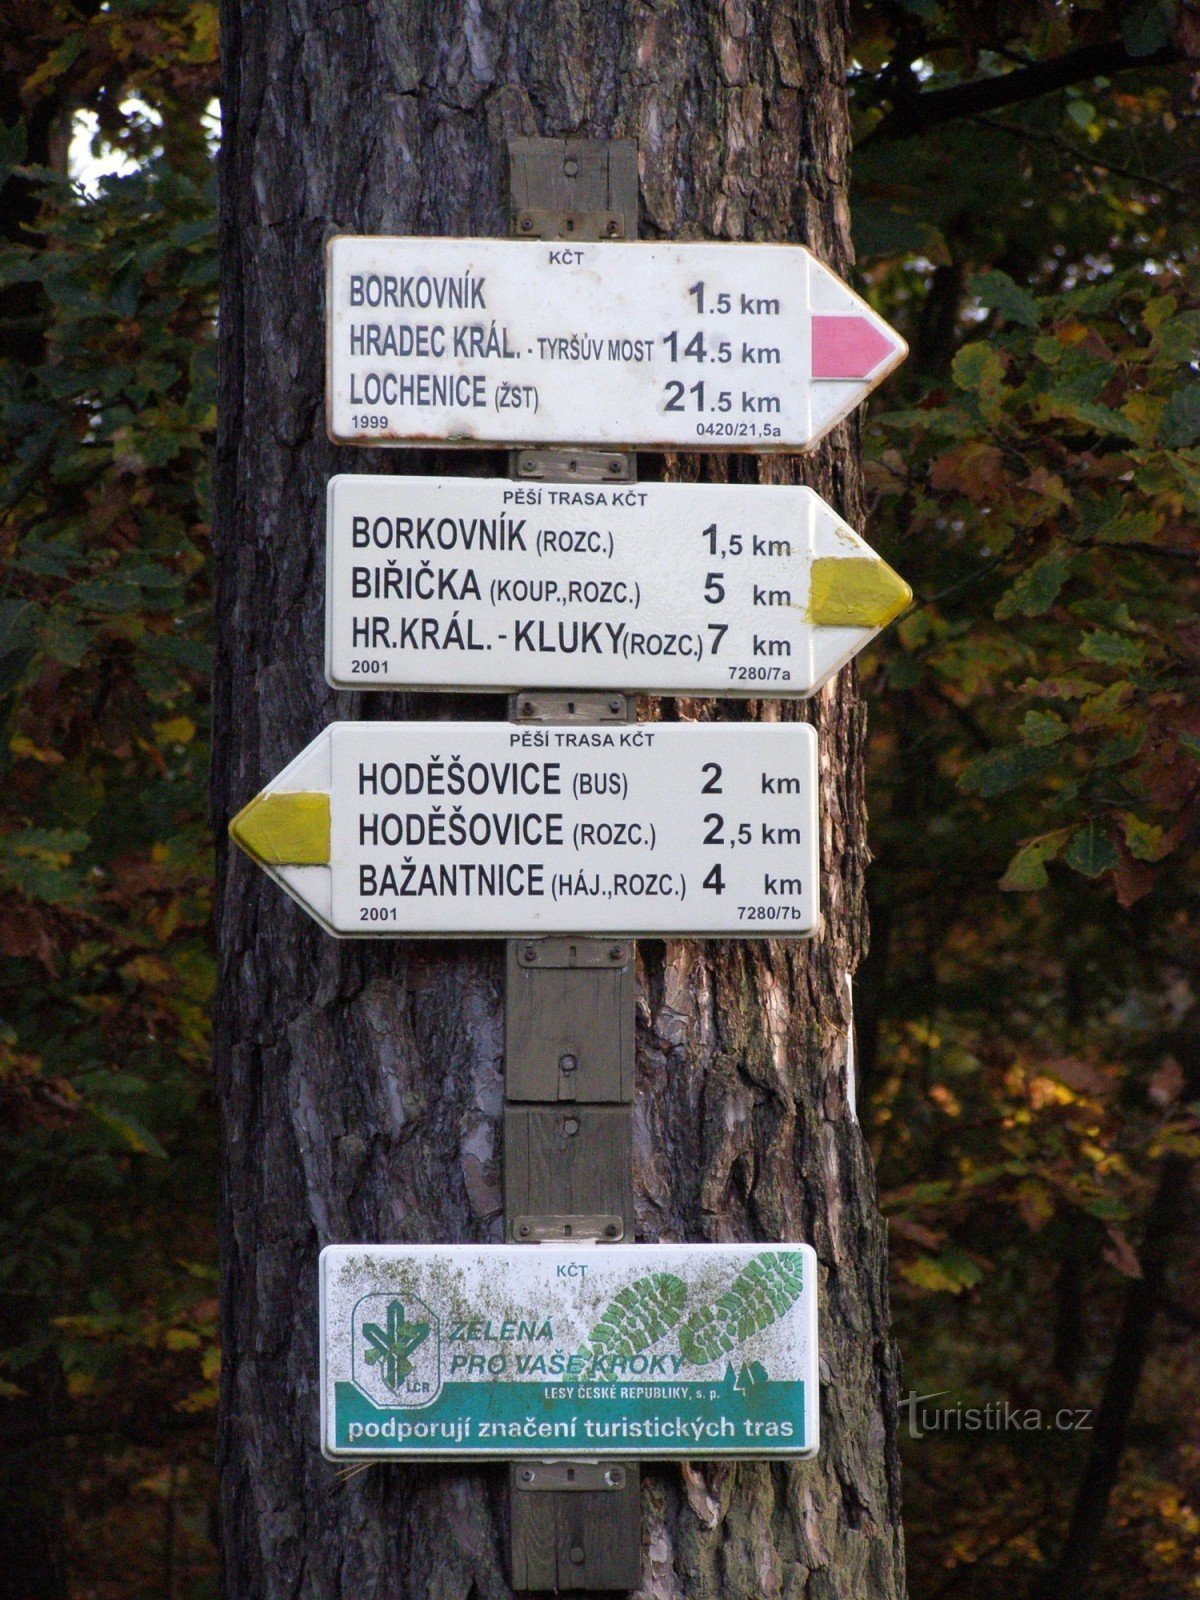 KČT
BORKOVNÍK 1.5 km
HRADEC KRÁL. - TYRŠŮV MOST 14.5 km
LOCHENICE (ŽST) 21.5 km
1999 0420/21,5a
PĚŠÍ TRASA KČT
BORKOVNÍK (ROZC.) 1,5 km
BIŘIČKA (KOUP.,ROZC.) 5 km
HR.KRÁL. - KLUKY(ROZC.) 7 km
2001 7280/7a
PĚŠÍ TRASA KČT
HODĚŠOVICE (BUS) 2 km
HODĚŠOVICE (ROZC.) 2,5 km
BAŽANTNICE (HÁJ.,ROZC.) 4 km
2001 7280/7b
KČT
ZELENÁ
PRO VAŠE KROKY
LČR
LESY ČESKÉ REPUBLIKY, s. p.
podporují značení turistických tras
Turistika.cz